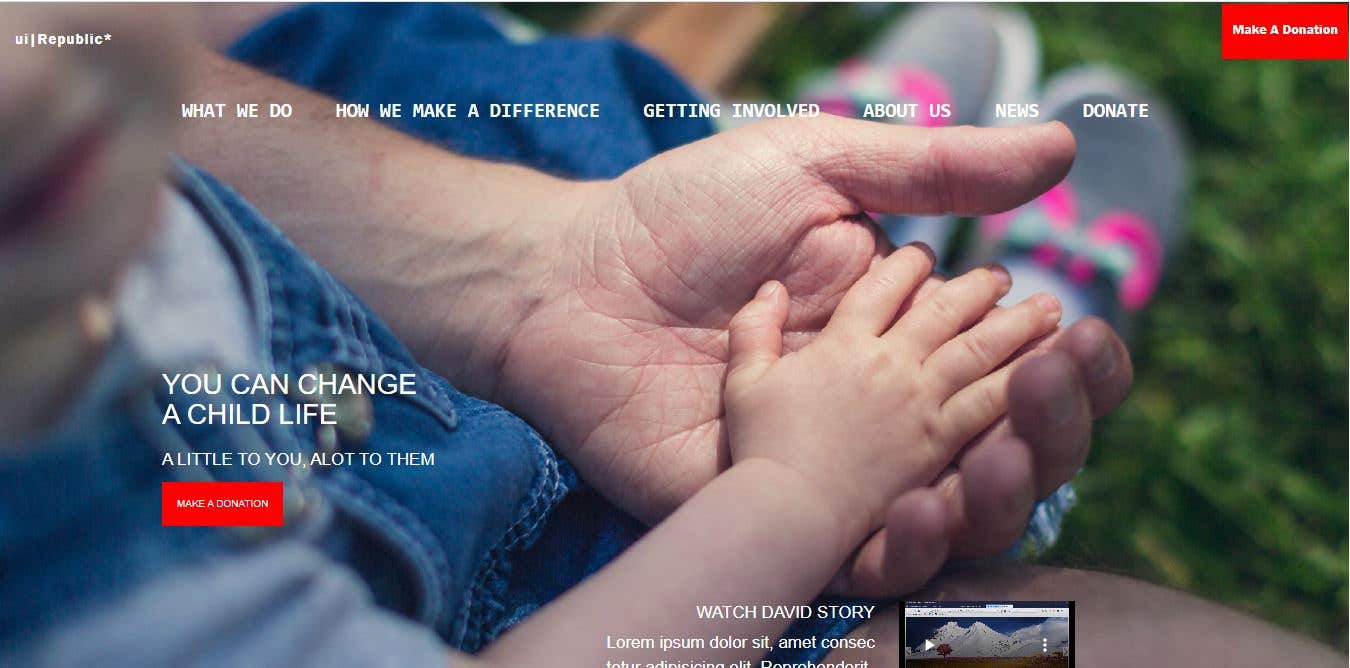 ui|Republic*
Make A Donation
WHAT WE DO HOW WE MAKE A DIFFERENCE GETTING INVOLVED ABOUT US NEWS DONATE
YOU CAN CHANGE
A CHILD LIFE
A LITTLE TO YOU, ALOT TO THEM
MAKE A DONATION
WATCH DAVID STORY
Lorem ipsum dolor sit, amet consec
tetur adipisicing elit. Reprehenderit,